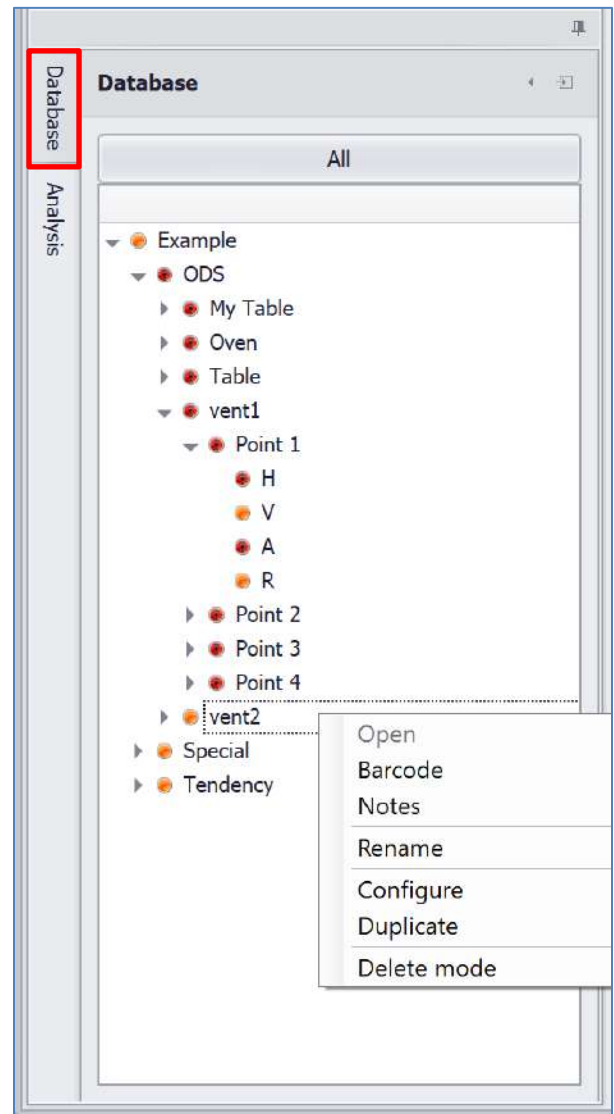 Database
Analysis
Database
All
Example
ODS
My Table
Oven
Table
vent1
Point 1
H
V
A
R
Point 2
Point 3
Point 4
vent2
Special
Tendency
Open
Barcode
Notes
Rename
Configure
Duplicate
Delete mode